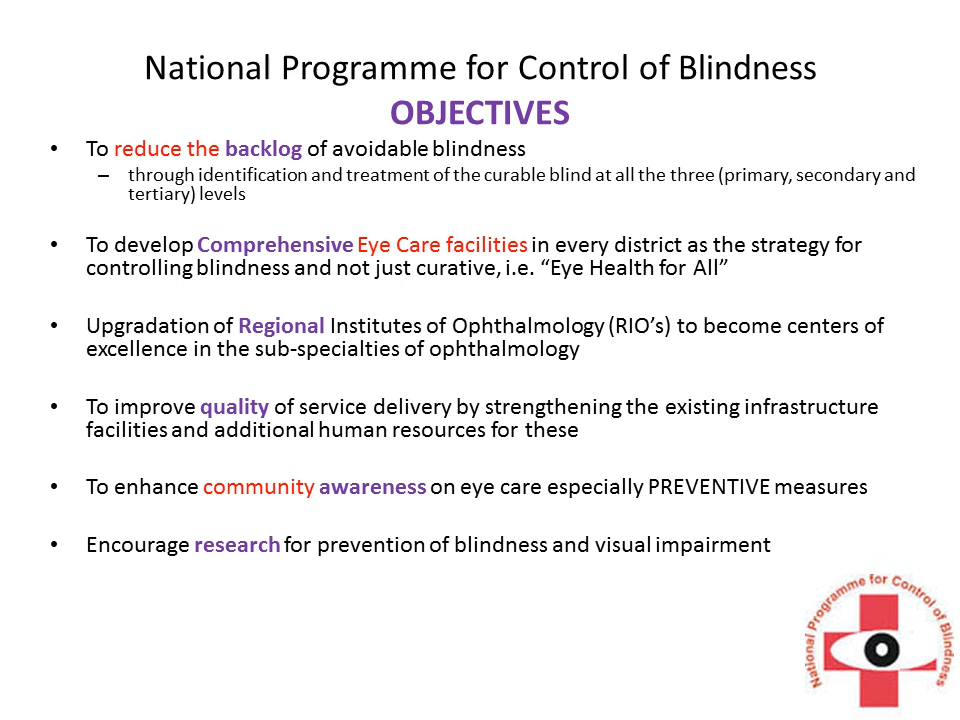 National Programme for Control of Blindness
OBJECTIVES
• To reduce the backlog of avoidable blindness
– through identification and treatment of the curable blind at all the three (primary, secondary and
tertiary) levels
• To develop Comprehensive Eye Care facilities in every district as the strategy for
controlling blindness and not just curative, i.e. “Eye Health for All”
• Upgradation of Regional Institutes of Ophthalmology (RIO’s) to become centers of
excellence in the sub-specialties of ophthalmology
• To improve quality of service delivery by strengthening the existing infrastructure
facilities and additional human resources for these
• To enhance community awareness on eye care especially PREVENTIVE measures
• Encourage research for prevention of blindness and visual impairment
National Programme for Control of Blindness